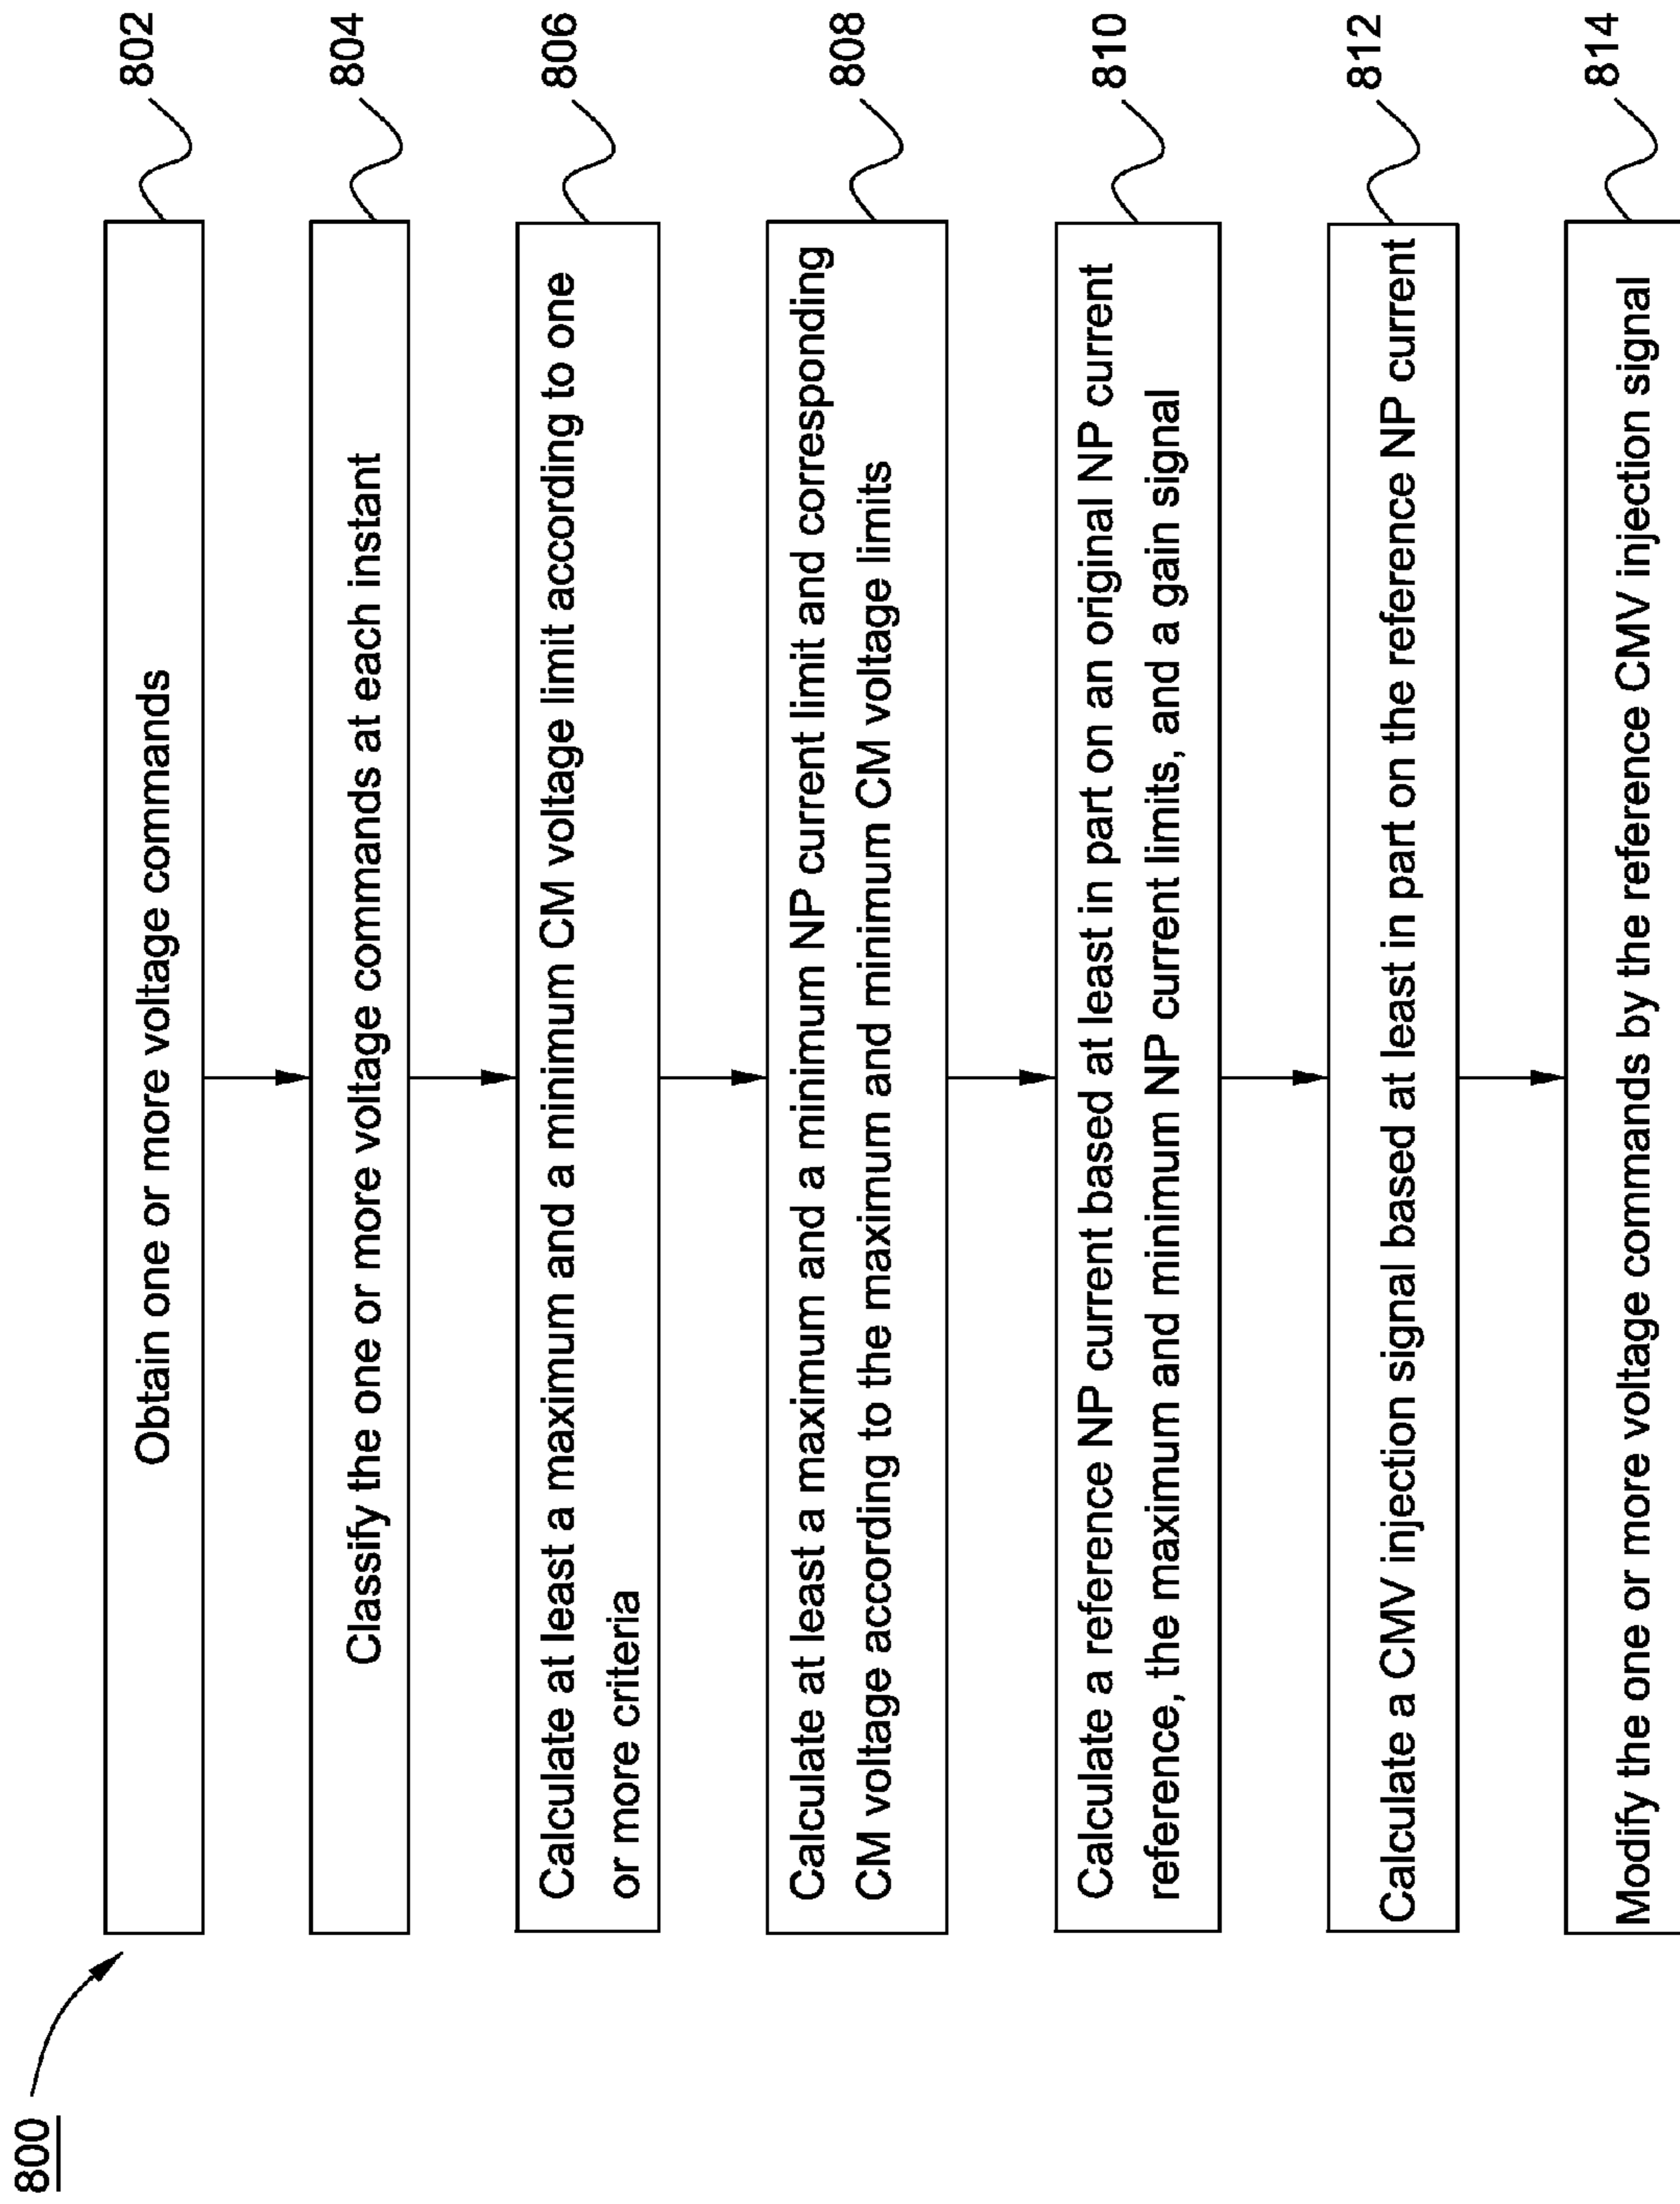 800
Obtain one or more voltage commands
802
Classify the one or more voltage commands at each instant
804
Calculate at least a maximum and a minimum CM voltage limit according to one
or more criteria
806
Calculate at least a maximum and a minimum NP current limit and corresponding
CM voltage according to the maximum and minimum CM voltage limits
808
Calculate a reference NP current based at least in part on an original NP current
reference, the maximum and minimum NP current limits, and a gain signal
810
Calculate a CMV injection signal based at least in part on the reference NP current
812
Modify the one or more voltage commands by the reference CMV injection signal
814